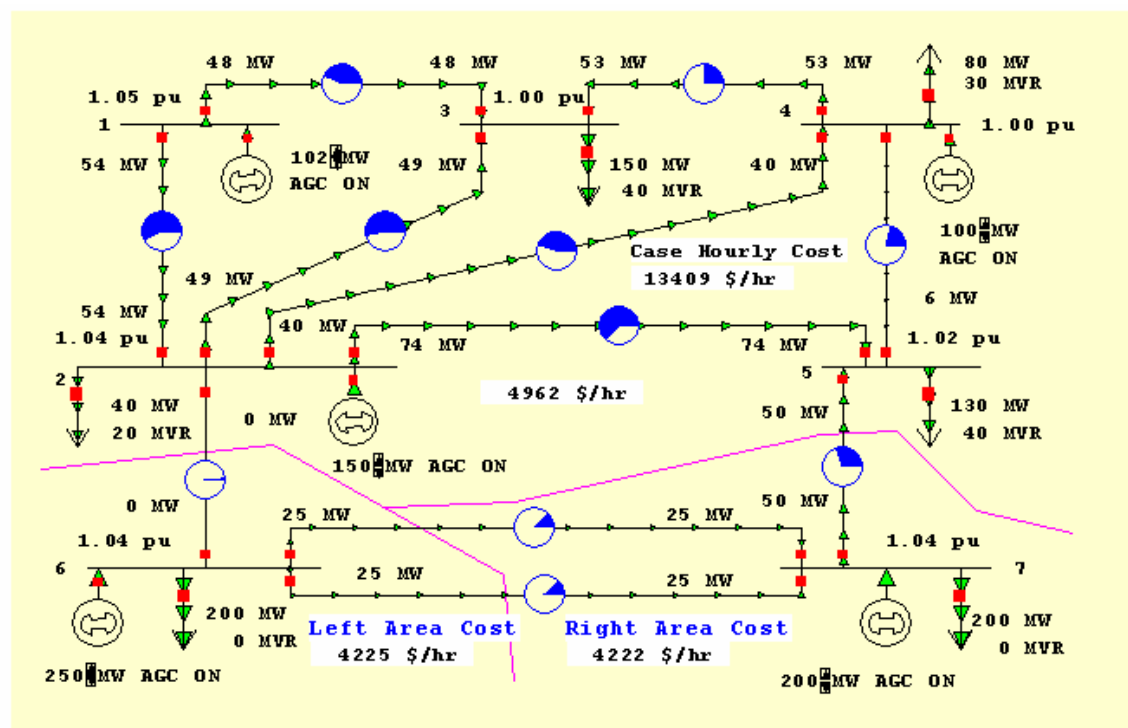 48 MW
48 MW
53 MW
53 MW
80 MW
30 MVR
1.05 pu
1.00 pu
1
3
4
1.00 pu
54 MW
102 MW
AGC ON
49 MW
150 MW
40 MVR
40 MW
100 MW
AGC ON
Case Hourly Cost
13409 $/hr
49 MW
6 MW
54 MW
40 MW
1.04 pu
74 MW
74 MW
1.02 pu
2
5
4962 $/hr
40 MW
20 MVR
0 MW
50 MW
130 MW
40 MVR
150 MW AGC ON
0 MW
50 MW
25 MW
25 MW
1.04 pu
1.04 pu
6
25 MW
25 MW
7
200 MW
0 MVR
Left Area Cost
4225 $/hr
Right Area Cost
4222 $/hr
200 MW
0 MVR
250 MW AGC ON
200 MW AGC ON